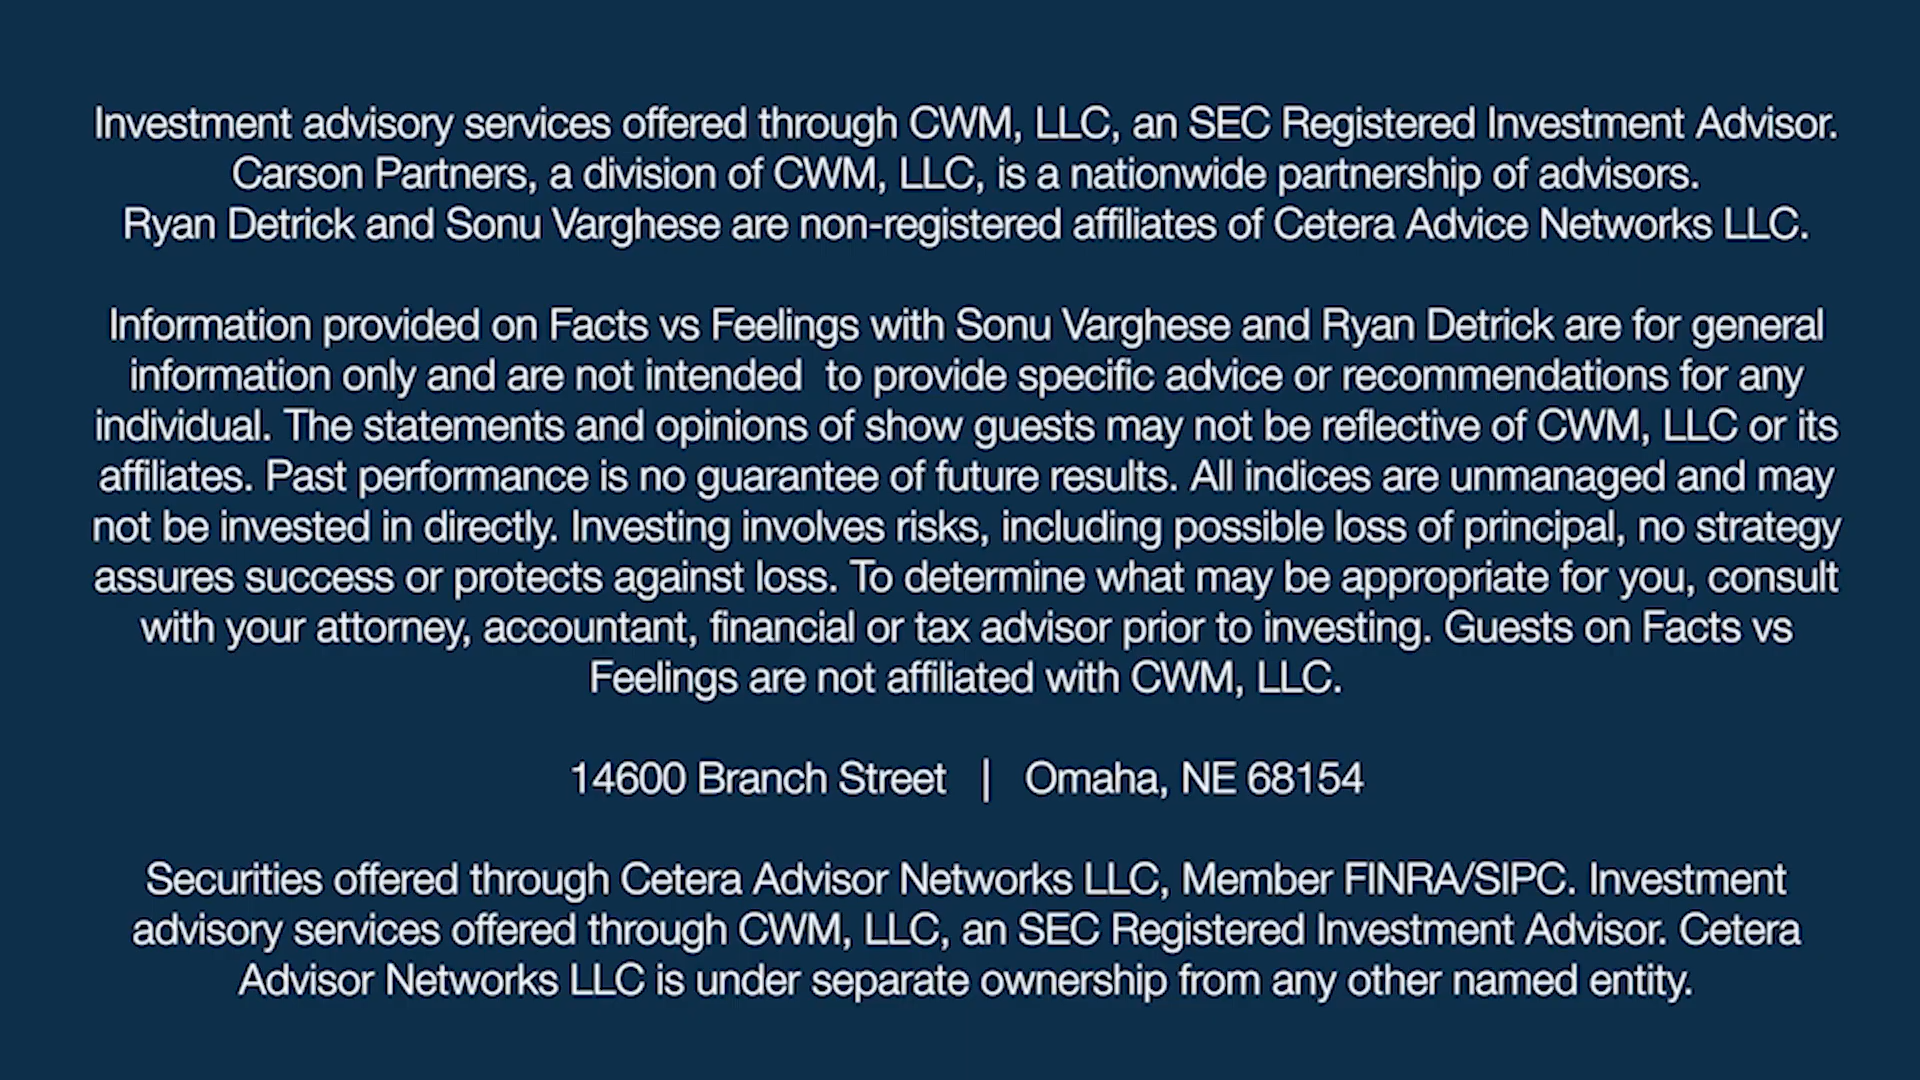 Investment advisory services offered through CWM, LLC, an SEC Registered Investment Advisor.
Carson Partners, a division of CWM, LLC, is a nationwide partnership of advisors.
Ryan Detrick and Sonu Varghese are non-registered affiliates of Cetera Advice Networks LLC.
Information provided on Facts vs Feelings with Sonu Varghese and Ryan Detrick are for general
information only and are not intended  to provide specific advice or recommendations for any
individual. The statements and opinions of show guests may not be reflective of CWM, LLC or its
affiliates. Past performance is no guarantee of future results. All indices are unmanaged and may
not be invested in directly. Investing involves risks, including possible loss of principal, no strategy
assures success or protects against loss. To determine what may be appropriate for you, consult
with your attorney, accountant, financial or tax advisor prior to investing. Guests on Facts vs
Feelings are not affiliated with CWM, LLC.
14600 Branch Street | Omaha, NE 68154
Securities offered through Cetera Advisor Networks LLC, Member FINRA/SIPC. Investment
advisory services offered through CWM, LLC, an SEC Registered Investment Advisor. Cetera
Advisor Networks LLC is under separate ownership from any other named entity.